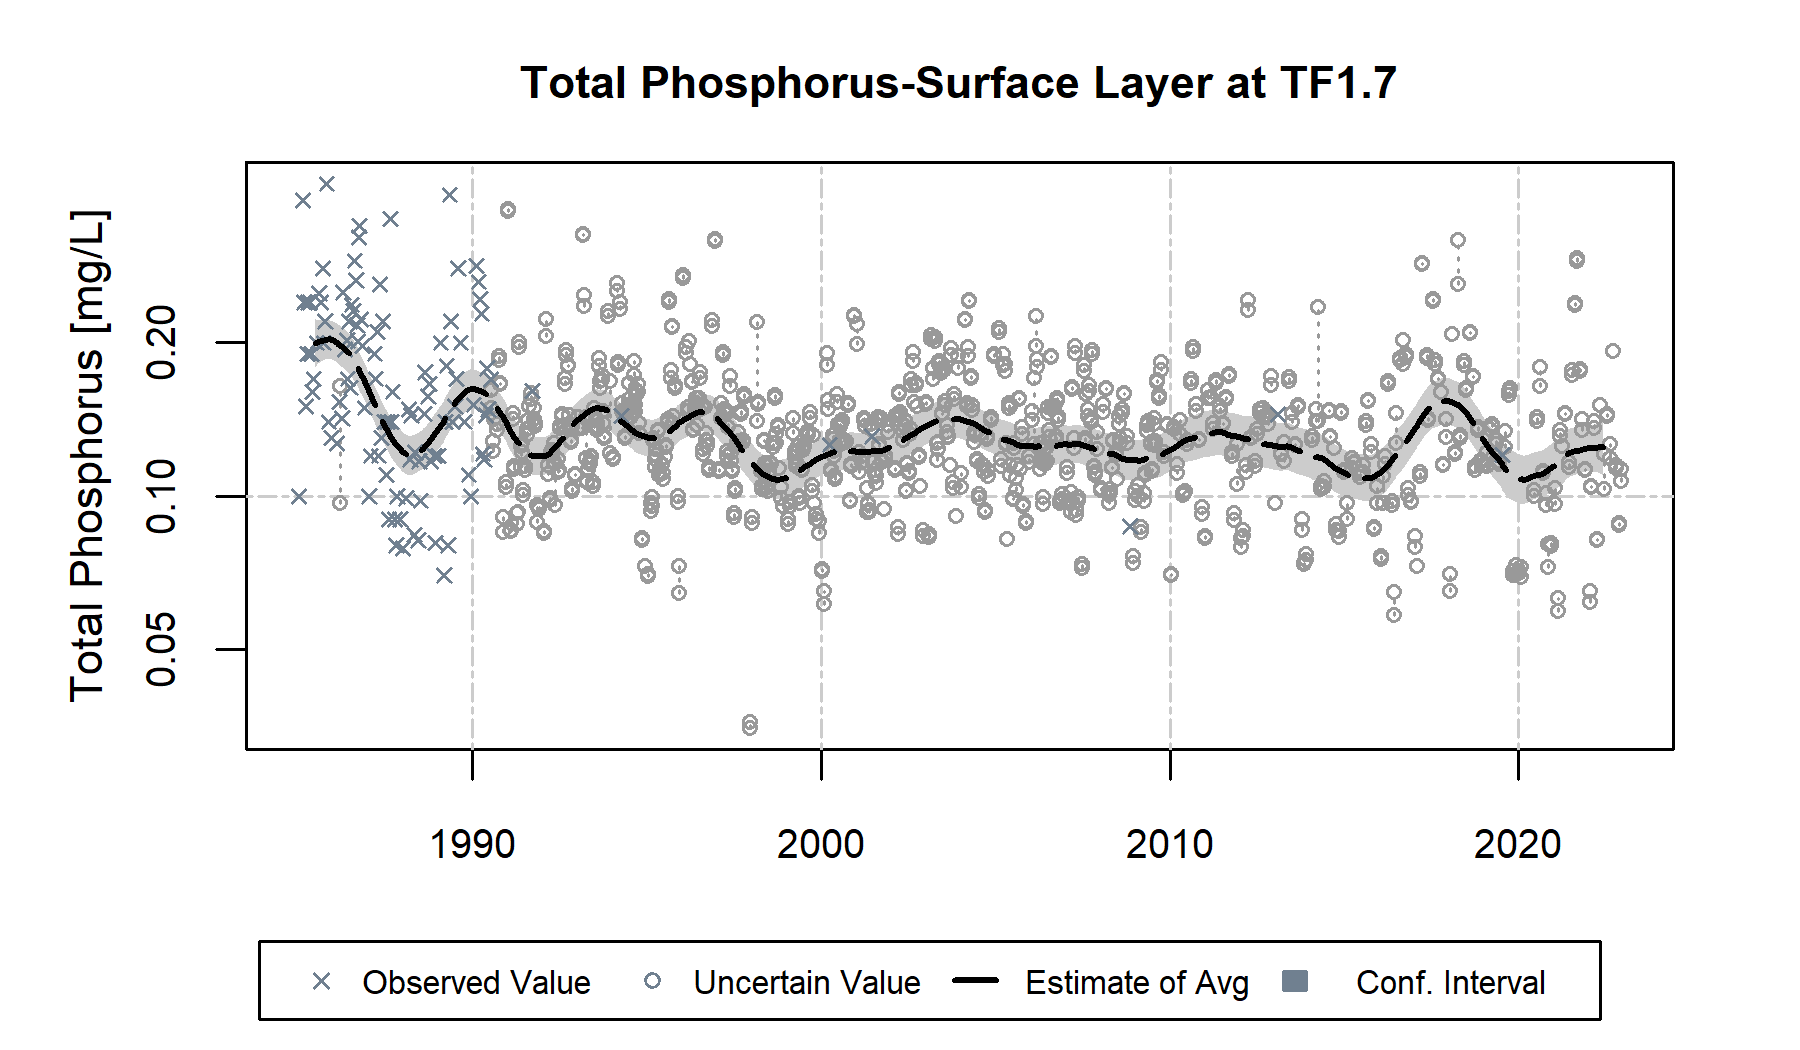 Total Phosphorus-Surface Layer at TF1.7
Total Phosphorus [mg/L]
0.20
0.10
0.05
1990 2000 2010 2020
Observed Value Uncertain Value Estimate of Avg Conf. Interval